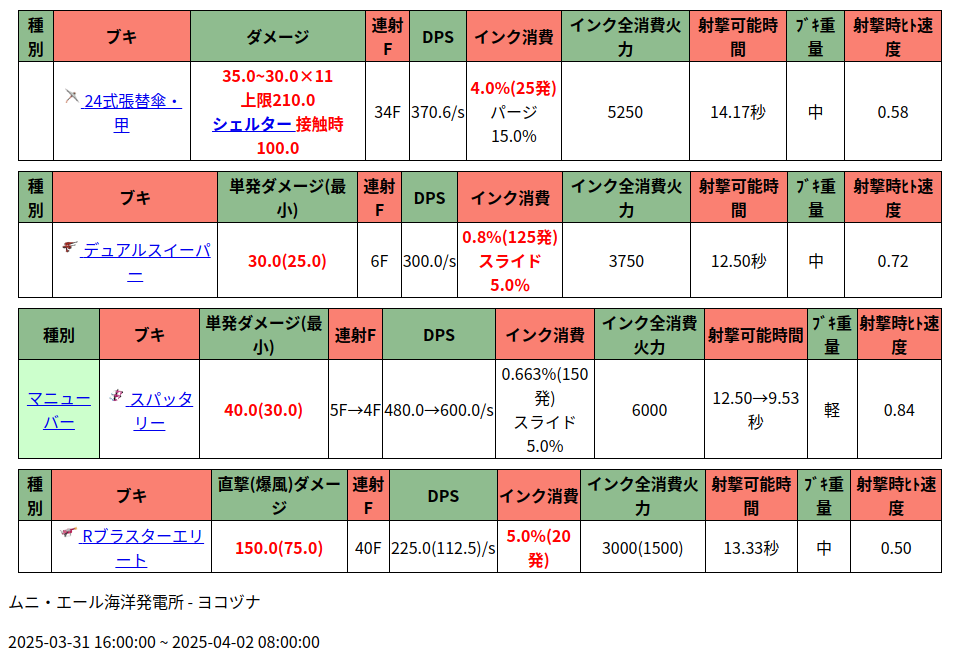 種別 ブキ ダメージ 連射F DPS インク消費 インク全消費火力 射撃可能時間 ﾌﾞｷ重量 射撃時ﾋﾄ速度
24式張替傘・甲 35.0~30.0×11 上限210.0 シェルター接触時 100.0 34F 370.6/s 4.0%(25発) パージ 15.0% 5250 14.17秒 中 0.58
種別 ブキ 単発ダメージ(最小) 連射F DPS インク消費 インク全消費火力 射撃可能時間 ﾌﾞｷ重量 射撃時ﾋﾄ速度
デュアルスイーパー 30.0(25.0) 6F 300.0/s 0.8%(125発) スライド 5.0% 3750 12.50秒 中 0.72
種別 ブキ 単発ダメージ(最小) 連射F DPS インク消費 インク全消費火力 射撃可能時間 ﾌﾞｷ重量 射撃時ﾋﾄ速度
マニューバー スパッタリー 40.0(30.0) 5F→4F 480.0→600.0/s 0.663%(150発) スライド 5.0% 6000 12.50→9.53秒 軽 0.84
種別 ブキ 直撃(爆風)ダメージ 連射F DPS インク消費 インク全消費火力 射撃可能時間 ﾌﾞｷ重量 射撃時ﾋﾄ速度
Rブラスターエリート 150.0(75.0) 40F 225.0(112.5)/s 5.0%(20発) 3000(1500) 13.33秒 中 0.50
ムニ・エール海洋発電所 - ヨコヅナ
2025-03-31 16:00:00 ~ 2025-04-02 08:00:00